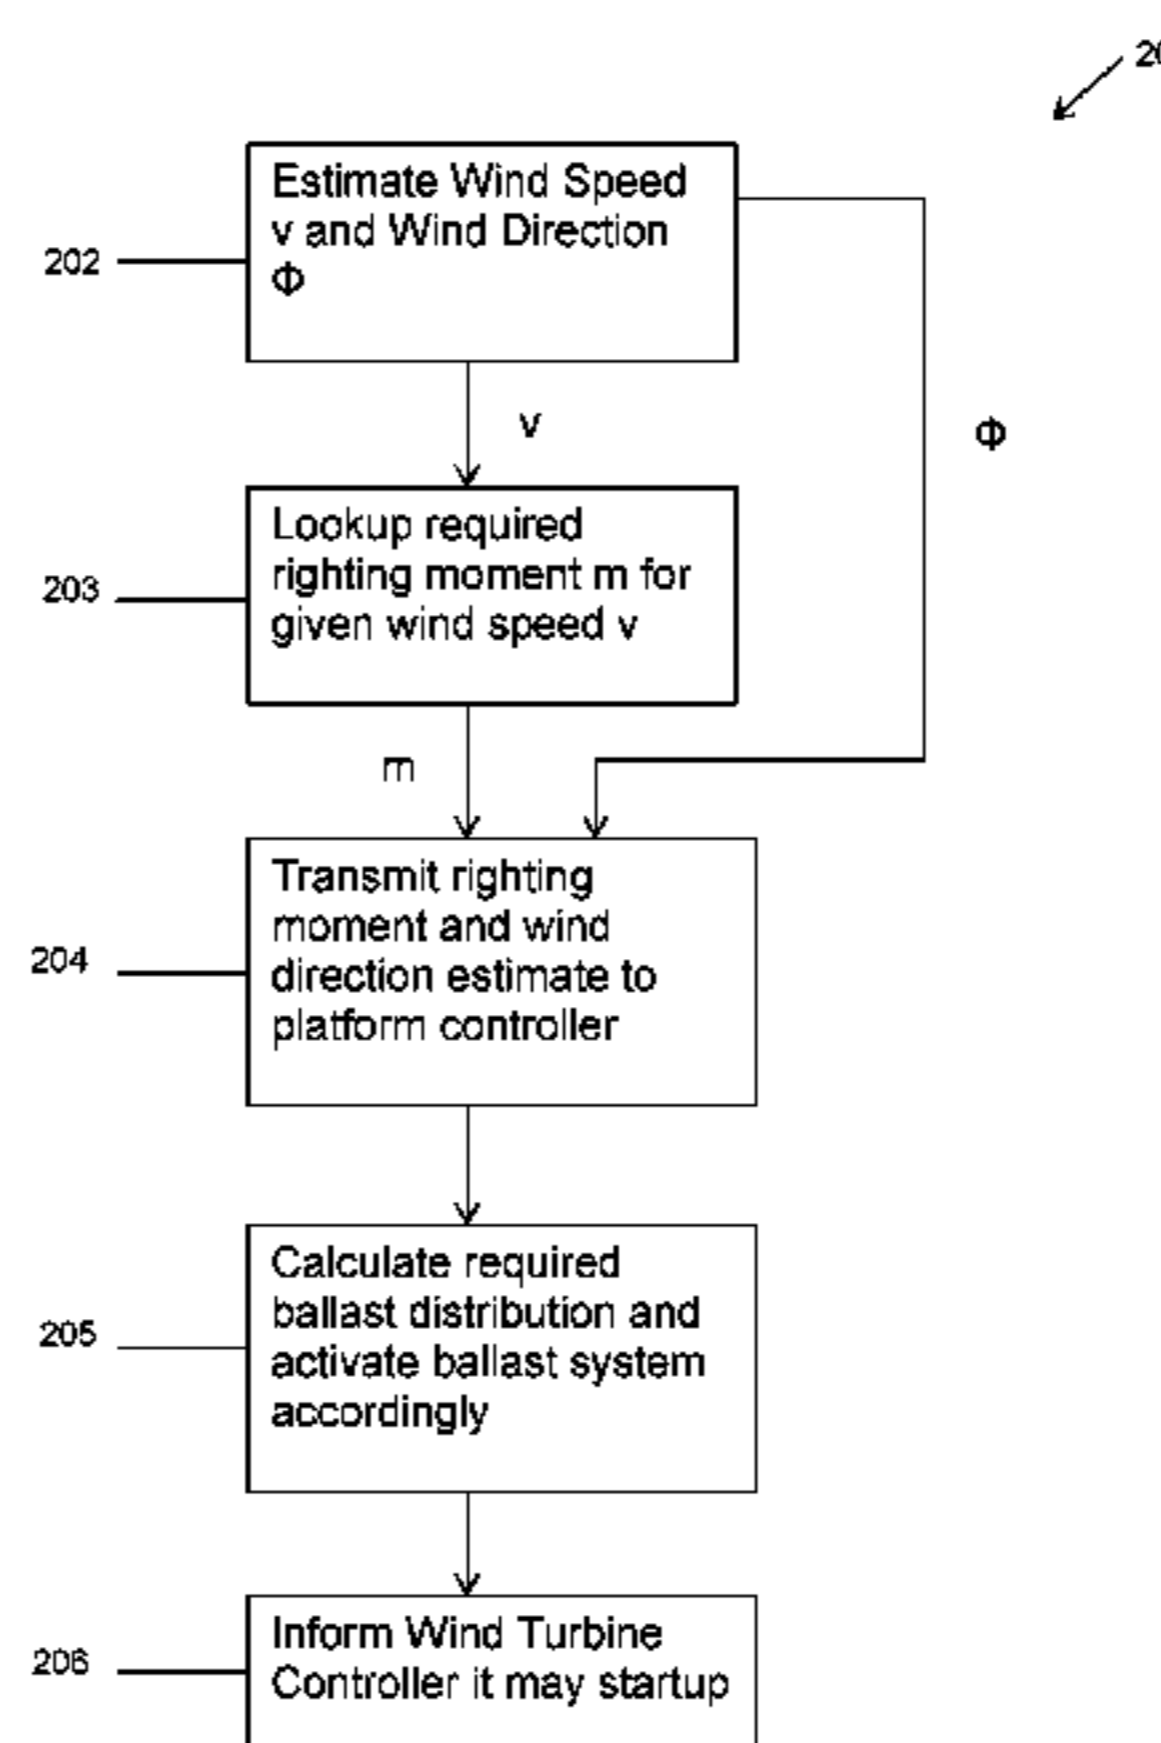 Estimate Wind Speed
v and Wind Direction
Φ
202
v
Φ
Lookup required
righting moment m for
given wind speed v
203
m
Transmit righting
moment and wind
direction estimate to
platform controller
204
Calculate required
ballast distribution and
activate ballast system
accordingly
205
Inform Wind Turbine
Controller it may startup
206